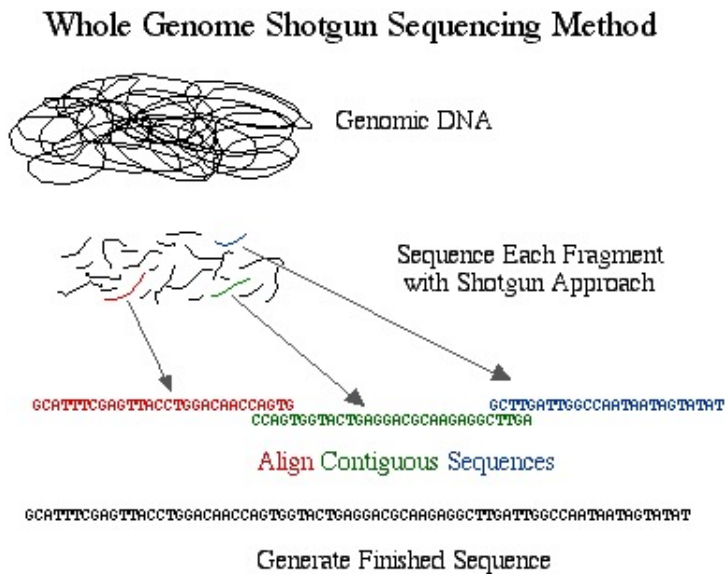 Whole Genome Shotgun Sequencing Method
Genomic DNA
Sequence Each Fragment
with Shotgun Approach
GCATTTCGAGTTACCTGGACAACCAGTG
GCTTGATTGGCCAATAATAGTATAT
CCAGTGGTACTGAGGACGCAAGAGGCTTGA
Align Contiguous Sequences
GCATTTCGAGTTACCTGGACAACCAGTGGTACTGAGGACGCAAGAGGCTTGATTGGCCAATAATAGTATAT
Generate Finished Sequence